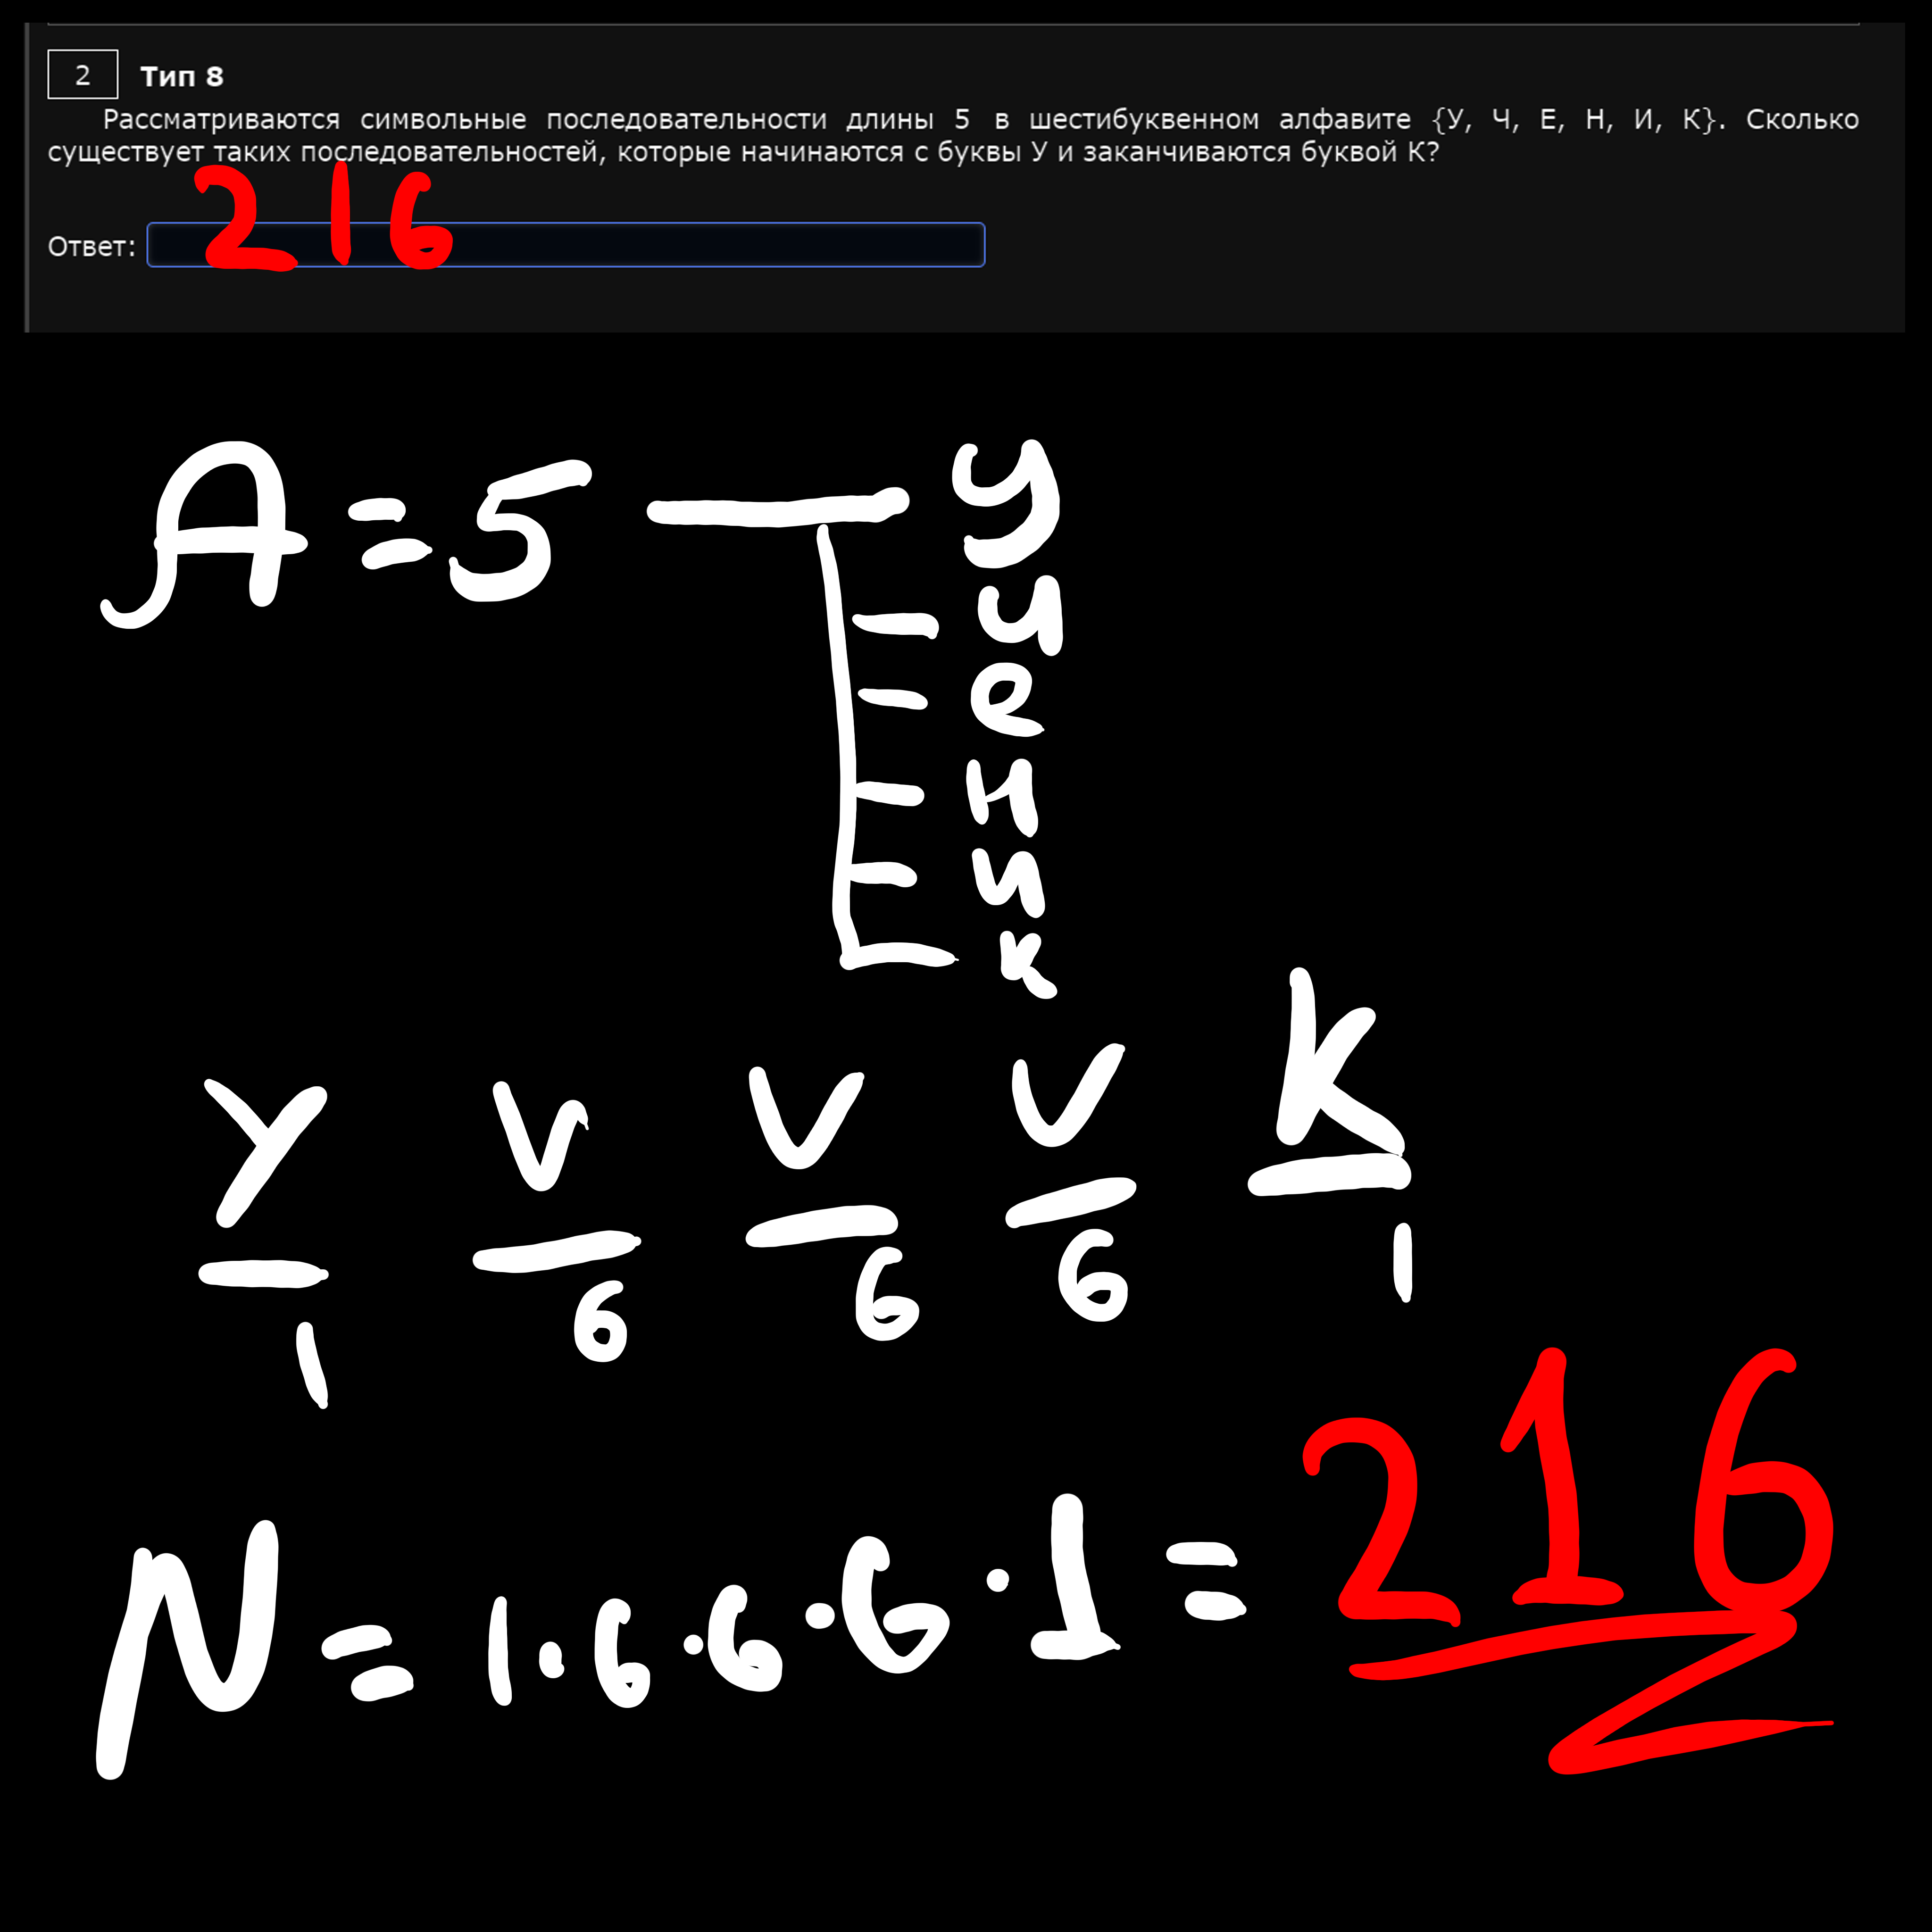 2 Тип 8
Рассматриваются символьные последовательности длины 5 в шестибуквенном алфавите {У, Ч, Е, Н, И, К}. Сколько
существует таких последовательностей, которые начинаются с буквы У и заканчиваются буквой К?
216
Ответ:
A = 5 — У
ч
е
н
и
к
У V V V K
1 6 6 6 1
N = 1·6·6·6·1 = 216